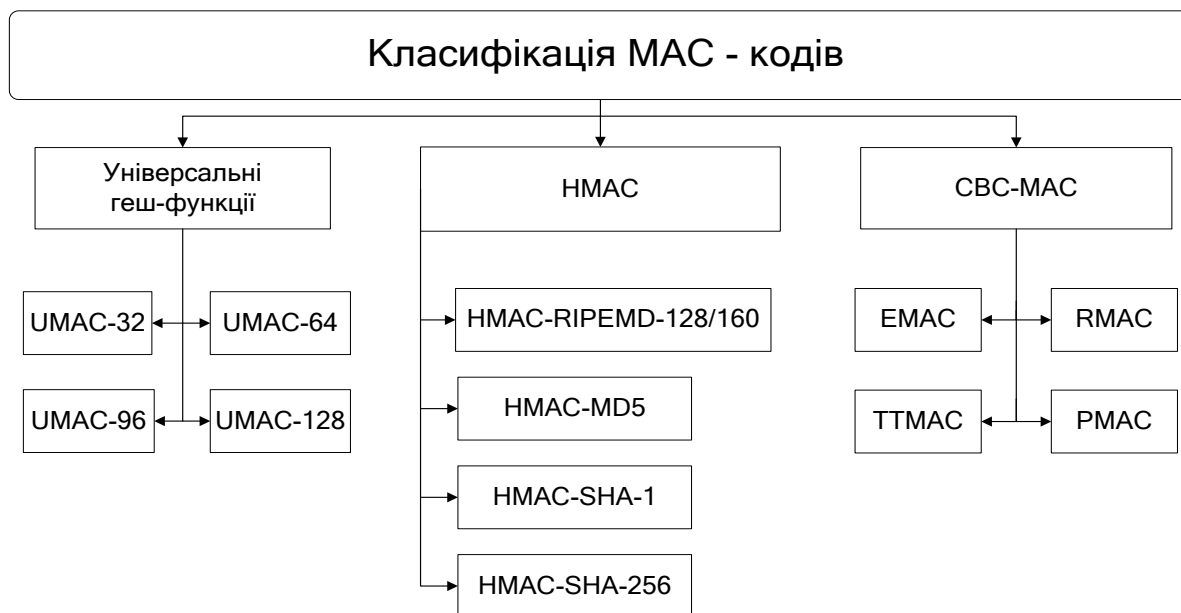 Класифікація МАС - кодів
Універсальні
геш-функції
HMAC
CBC-MAC
UMAC-32
UMAC-64
UMAC-96
UMAC-128
HMAC-RIPEMD-128/160
HMAC-MD5
HMAC-SHA-1
HMAC-SHA-256
EMAC
RMAC
TTMAC
PMAC